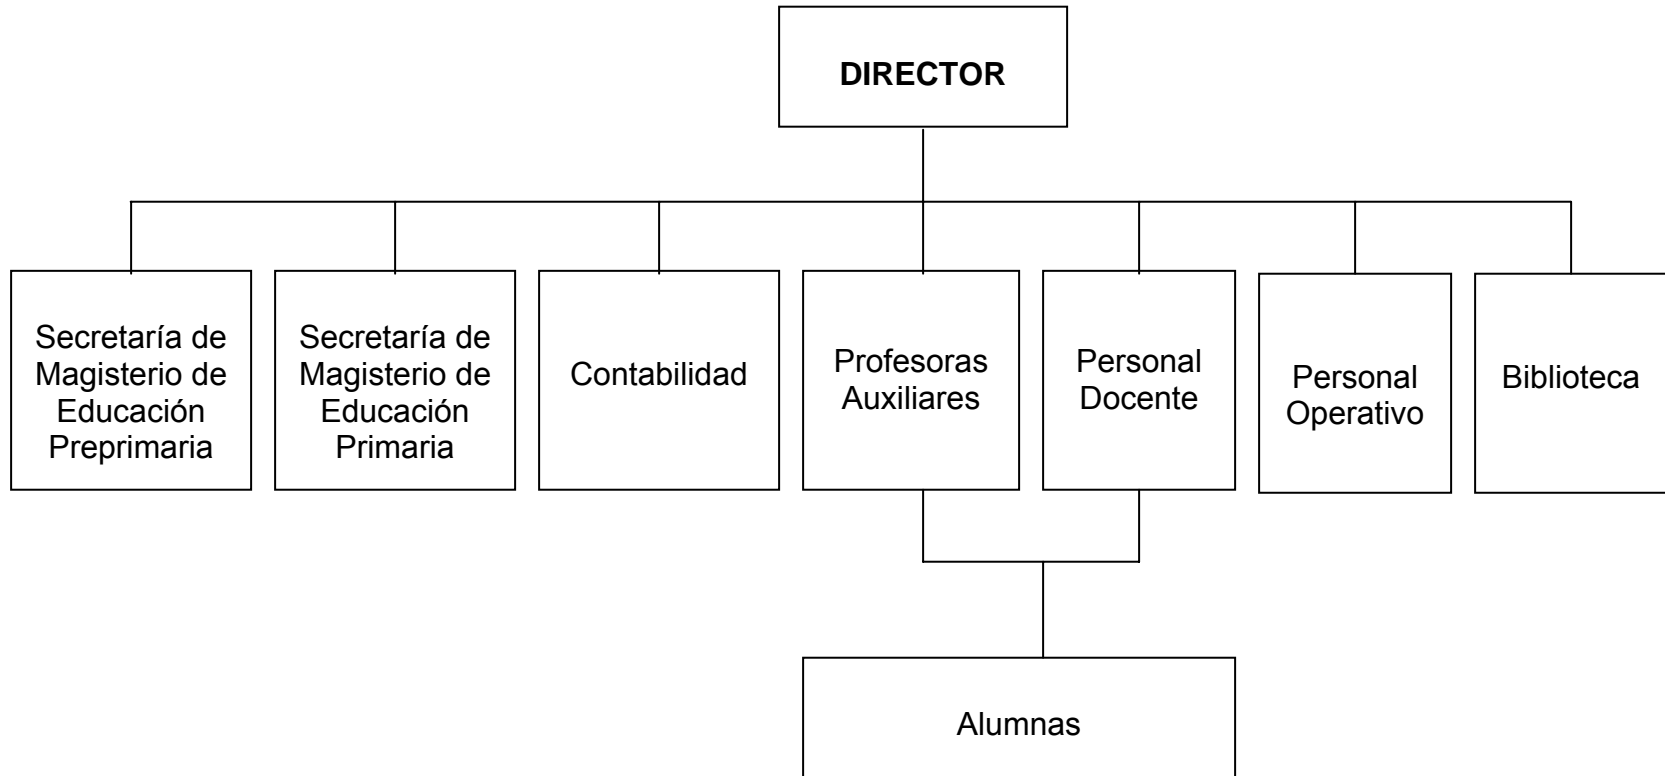 DIRECTOR
Secretaría de
Magisterio de
Educación
Preprimaria
Secretaría de
Magisterio de
Educación
Primaria
Contabilidad
Profesoras
Auxiliares
Personal
Docente
Personal
Operativo
Biblioteca
Alumnas